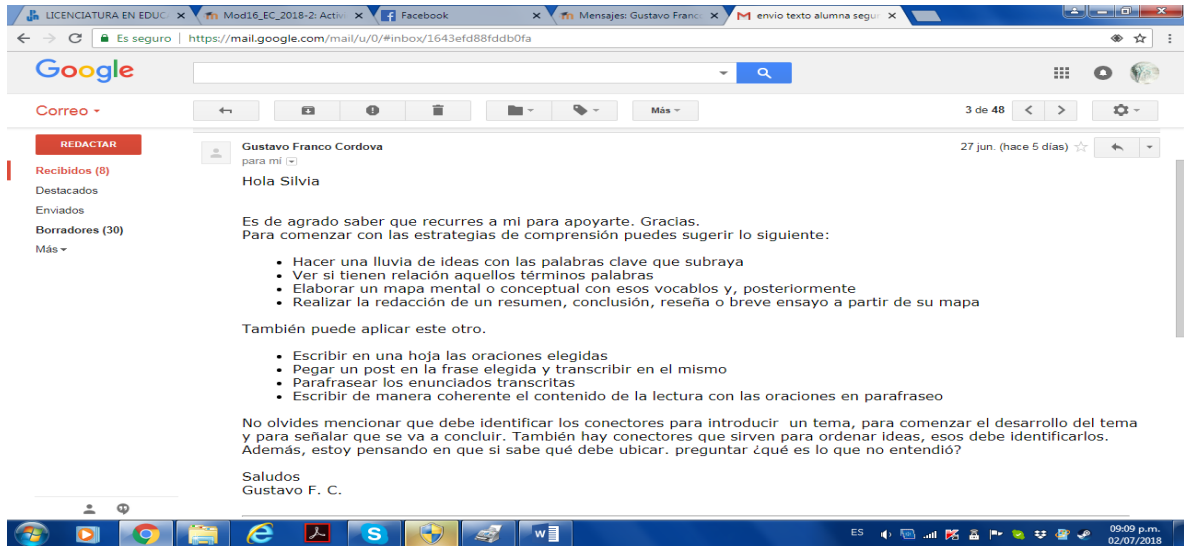 LICENCIATURA EN EDUC
Mod16_EC_2018-2: Activi
Facebook
Mensajes: Gustavo Franc
envio texto alumna segur
Es seguro | https://mail.google.com/mail/u/0/#inbox/1643efd88fddb0fa
Google
Correo
Más
3 de 48
REDACTAR
Recibidos (8)
Destacados
Enviados
Borradores (30)
Más
Gustavo Franco Cordova
27 jun. (hace 5 días)
para mí
Hola Silvia
Es de agrado saber que recurres a mi para apoyarte. Gracias.
Para comenzar con las estrategias de comprensión puedes sugerir lo siguiente:
• Hacer una lluvia de ideas con las palabras clave que subraya
• Ver si tienen relación aquellos términos palabras
• Elaborar un mapa mental o conceptual con esos vocablos y, posteriormente
• Realizar la redacción de un resumen, conclusión, reseña o breve ensayo a partir de su mapa
También puede aplicar este otro.
• Escribir en una hoja las oraciones elegidas
• Pegar un post en la frase elegida y transcribir en el mismo
• Parafrasear los enunciados transcritas
• Escribir de manera coherente el contenido de la lectura con las oraciones en parafraseo
No olvides mencionar que debe identificar los conectores para introducir  un tema, para comenzar el desarrollo del tema
y para señalar que se va a concluir. También hay conectores que sirven para ordenar ideas, esos debe identificarlos.
Además, estoy pensando en que si sabe qué debe ubicar. preguntar ¿qué es lo que no entendió?
Saludos
Gustavo F. C.
ES
09:09 p.m.
02/07/2018